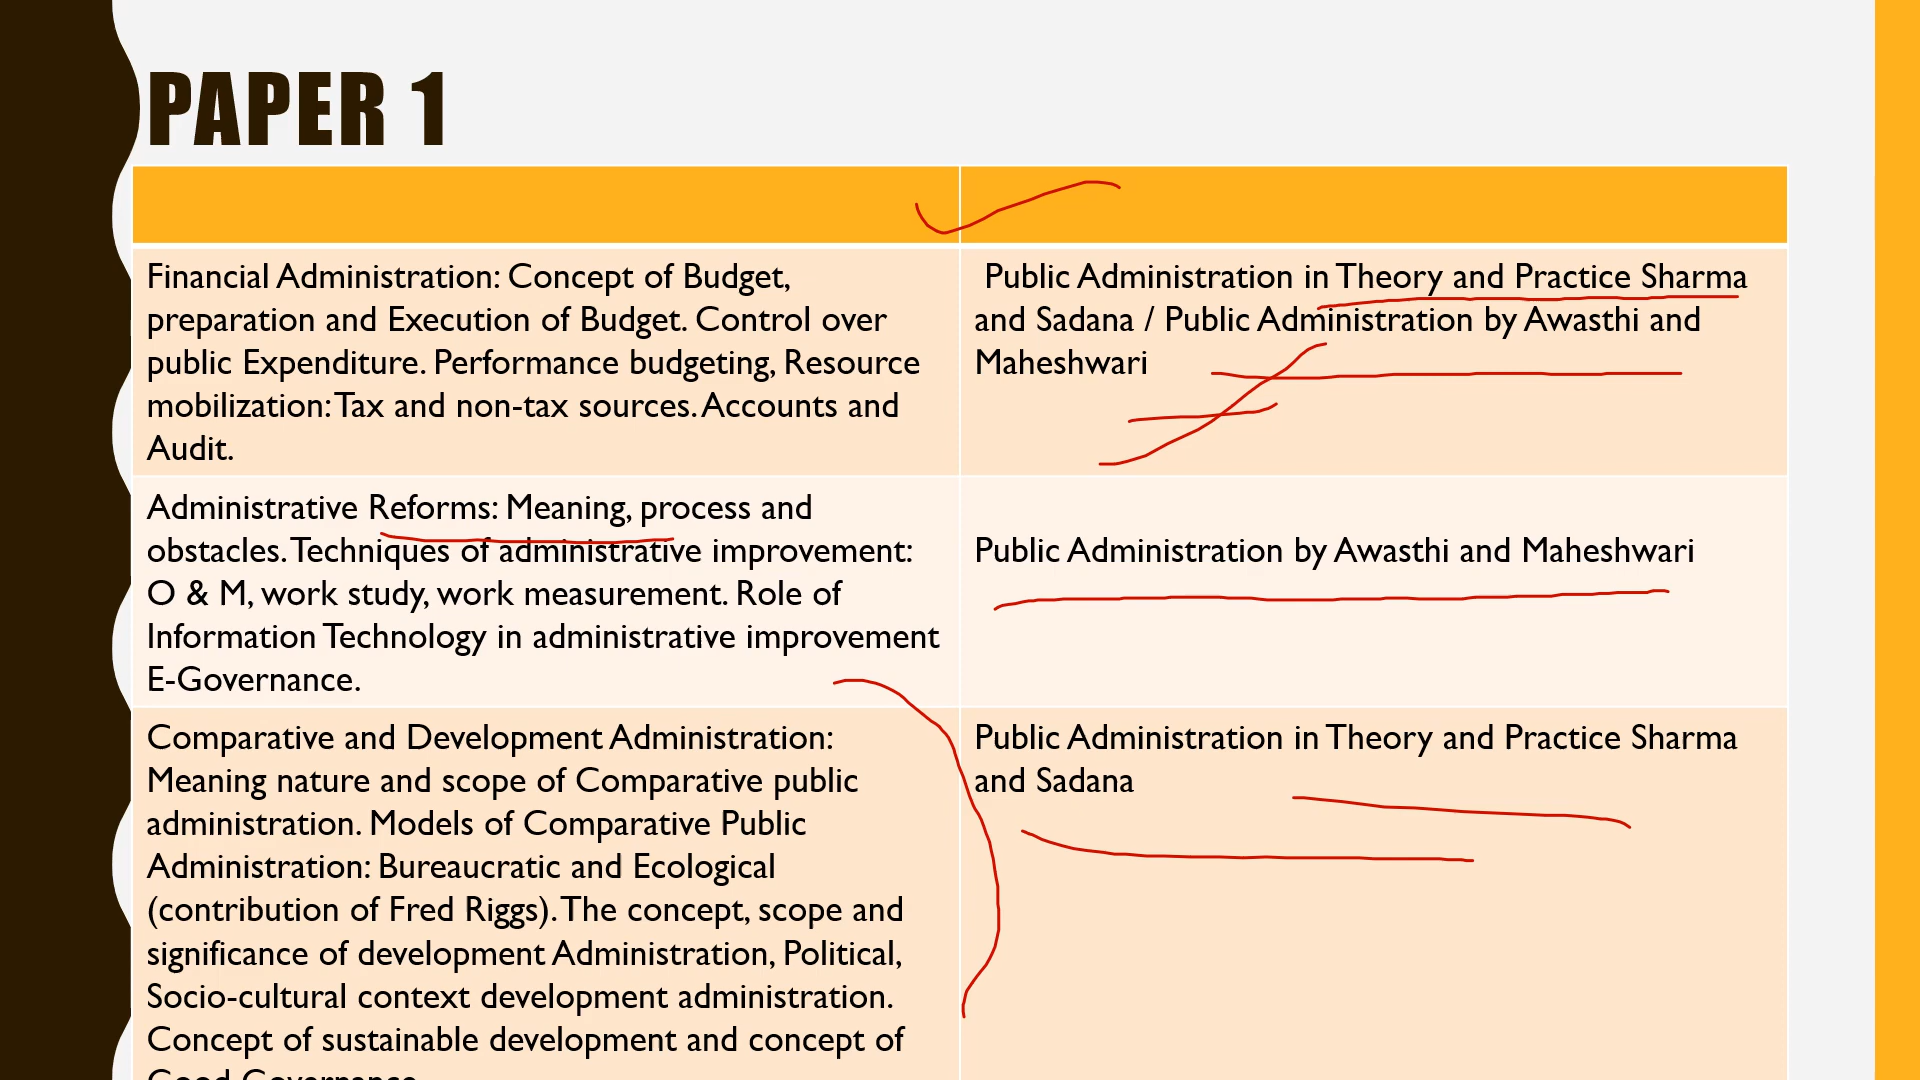 PAPER 1
Financial Administration: Concept of Budget,
preparation and Execution of Budget. Control over
public Expenditure. Performance budgeting, Resource
mobilization: Tax and non-tax sources. Accounts and
Audit.
Public Administration in Theory and Practice Sharma
and Sadana / Public Administration by Awasthi and
Maheshwari
Administrative Reforms: Meaning, process and
obstacles. Techniques of administrative improvement:
O & M, work study, work measurement. Role of
Information Technology in administrative improvement
E-Governance.
Public Administration by Awasthi and Maheshwari
Comparative and Development Administration:
Meaning nature and scope of Comparative public
administration. Models of Comparative Public
Administration: Bureaucratic and Ecological
(contribution of Fred Riggs). The concept, scope and
significance of development Administration, Political,
Socio-cultural context development administration.
Concept of sustainable development and concept of
Good Governance
Public Administration in Theory and Practice Sharma
and Sadana